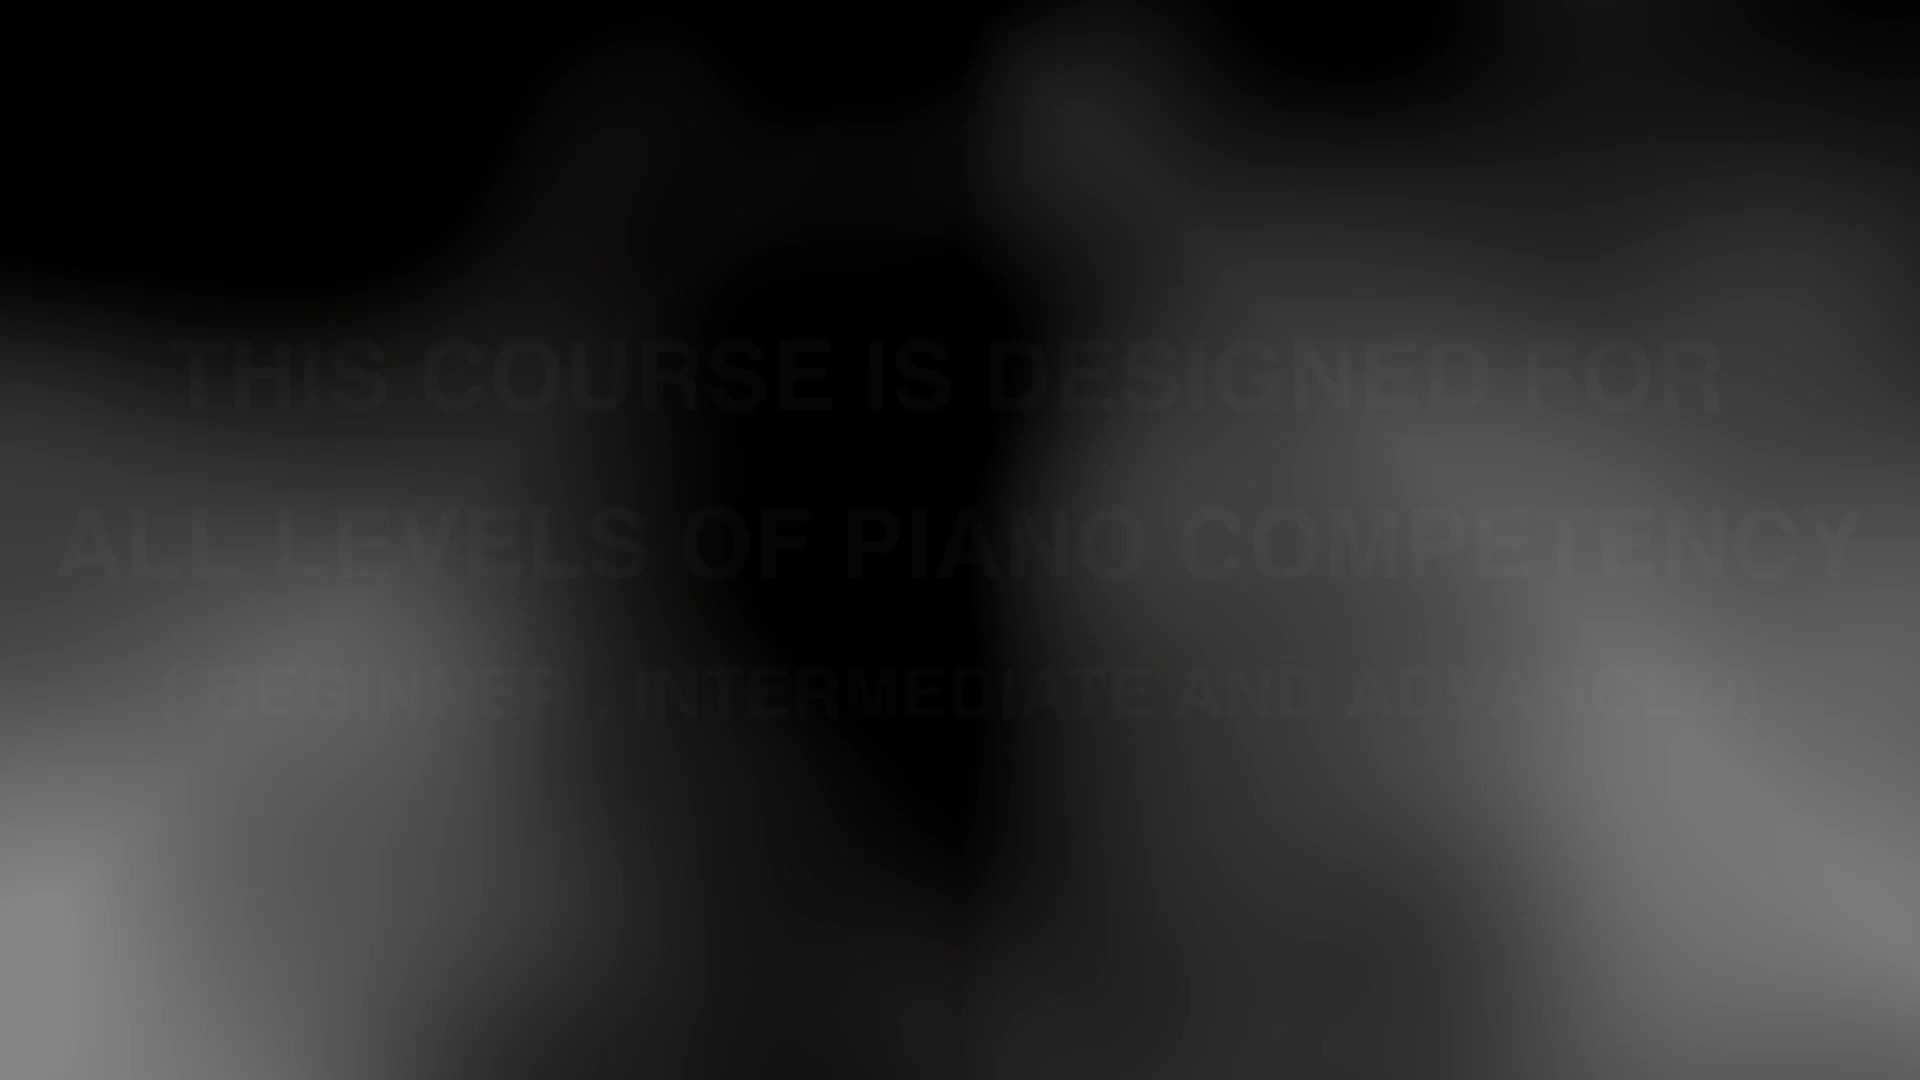 THIS COURSE IS DESIGNED FOR
ALL LEVELS OF PIANO COMPETENCY
( BEGINNER , INTERMEDIATE AND ADVANCED)